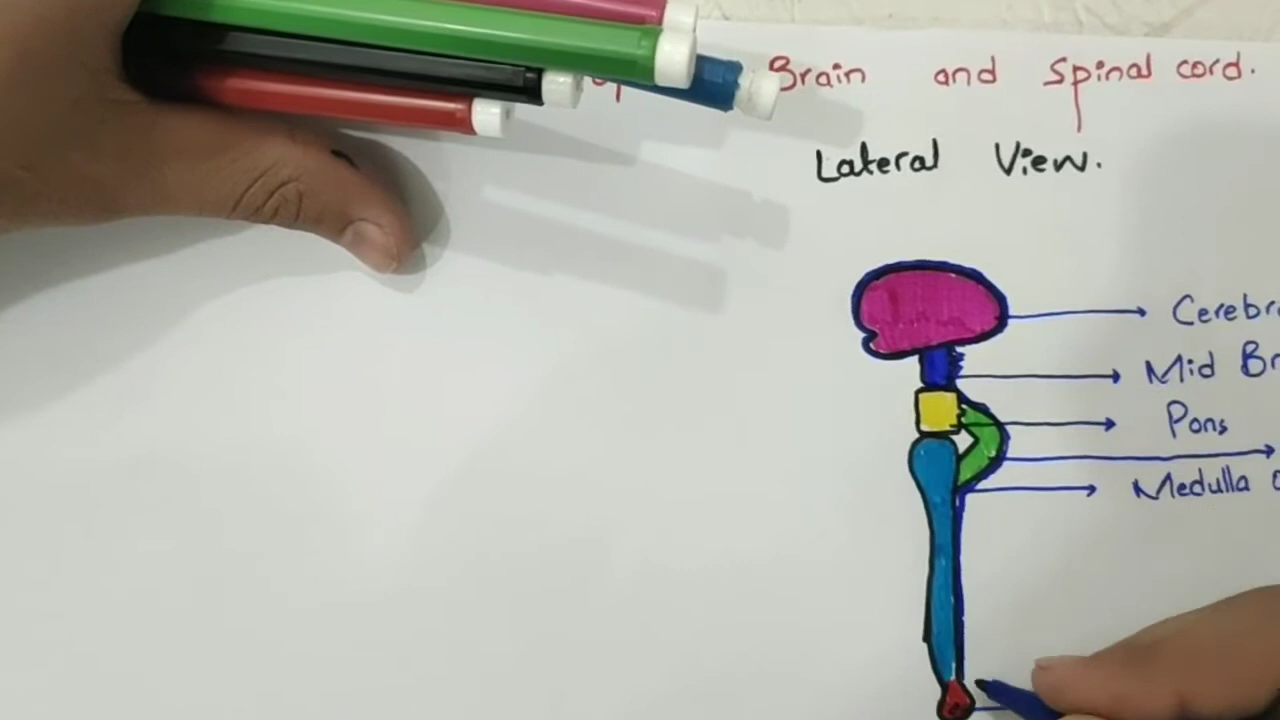 Brain and Spinal cord.
Lateral View.
Cerebr
Mid Br
Pons
Medulla